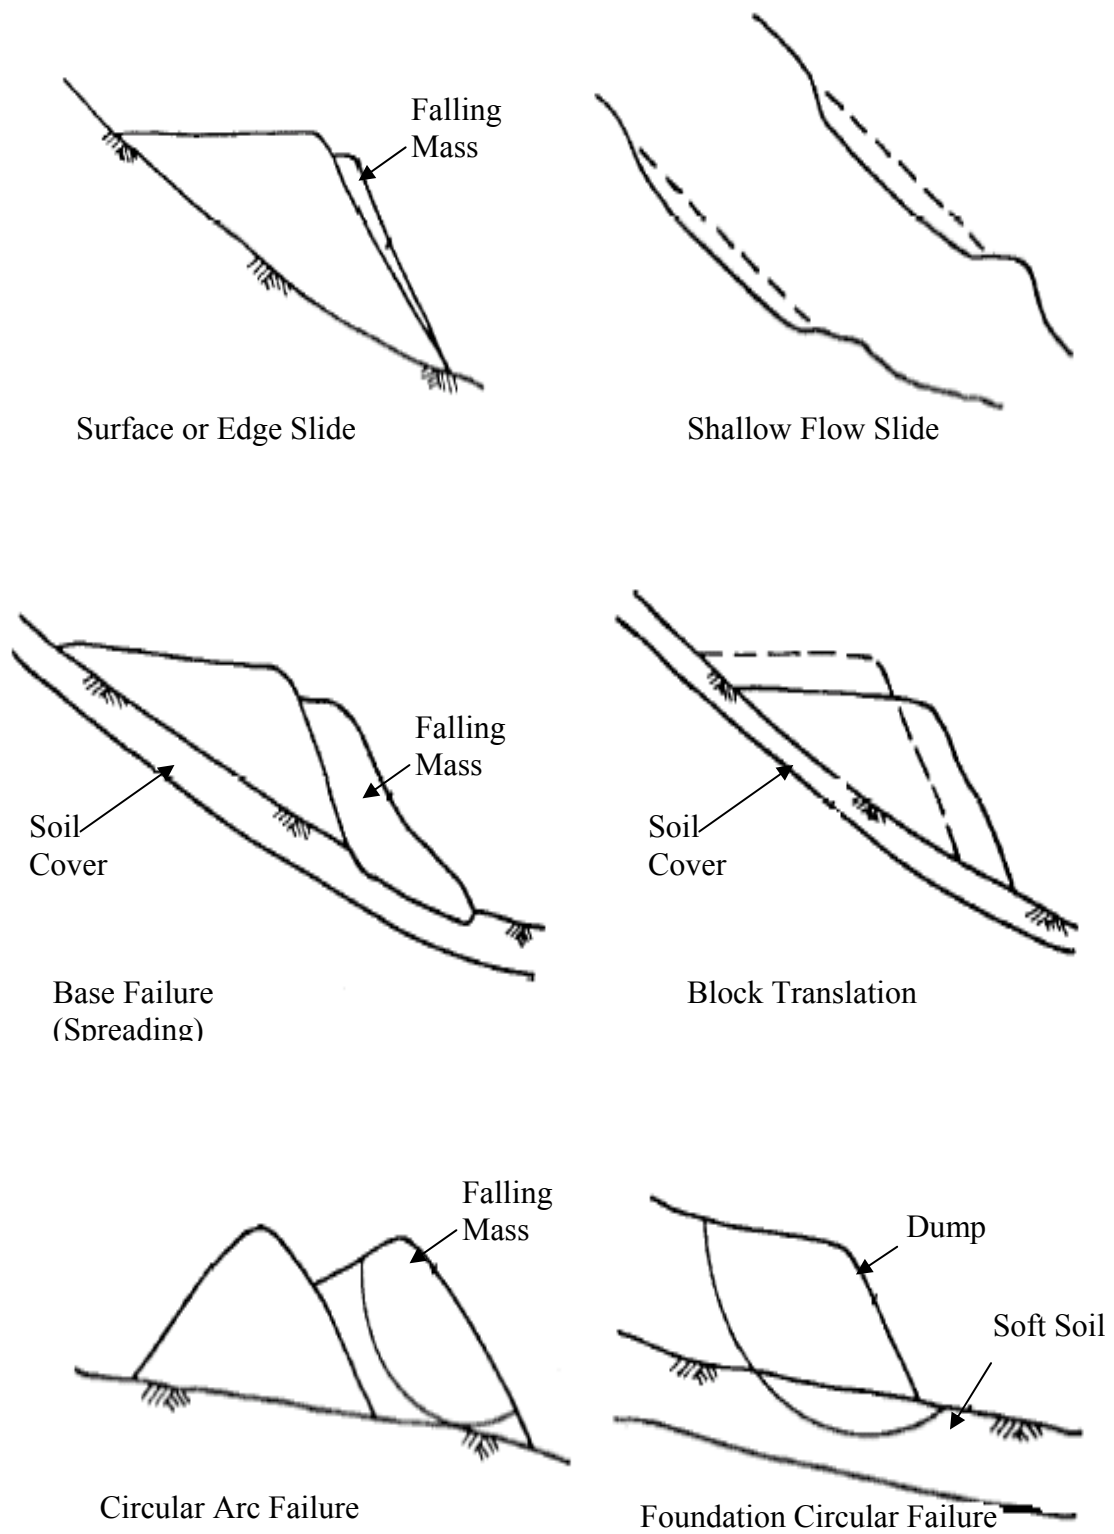 Falling
Mass
Surface or Edge Slide
Shallow Flow Slide
Falling
Mass
Soil
Cover
Soil
Cover
Base Failure
(Spreading)
Block Translation
Falling
Mass
Dump
Soft Soil
Circular Arc Failure
Foundation Circular Failure